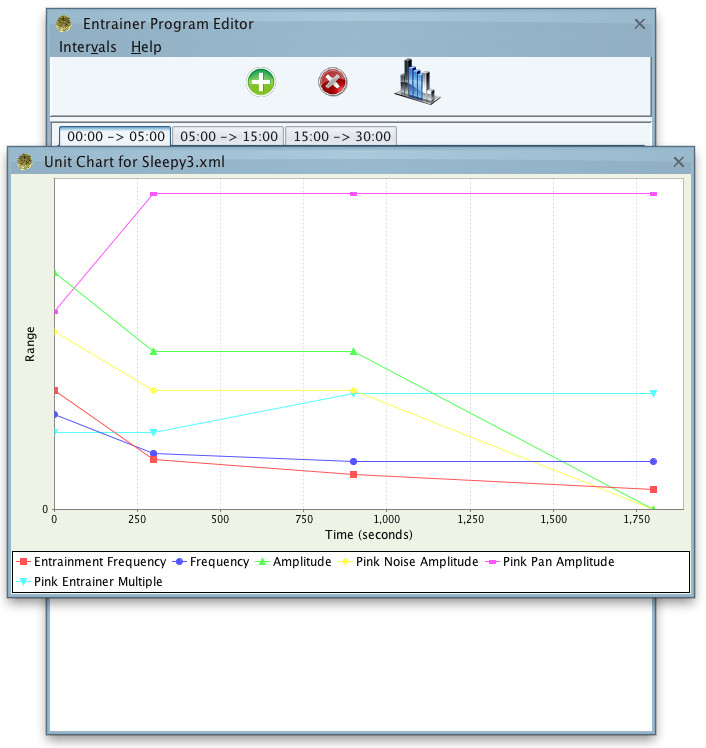 Entrainer Program Editor
Intervals Help
00:00 -> 05:00 05:00 -> 15:00 15:00 -> 30:00
Unit Chart for Sleepy3.xml
Range
0
0 250 500 750 1,000 1,250 1,500 1,750
Time (seconds)
Entrainment Frequency Frequency Amplitude Pink Noise Amplitude Pink Pan Amplitude
Pink Entrainer Multiple